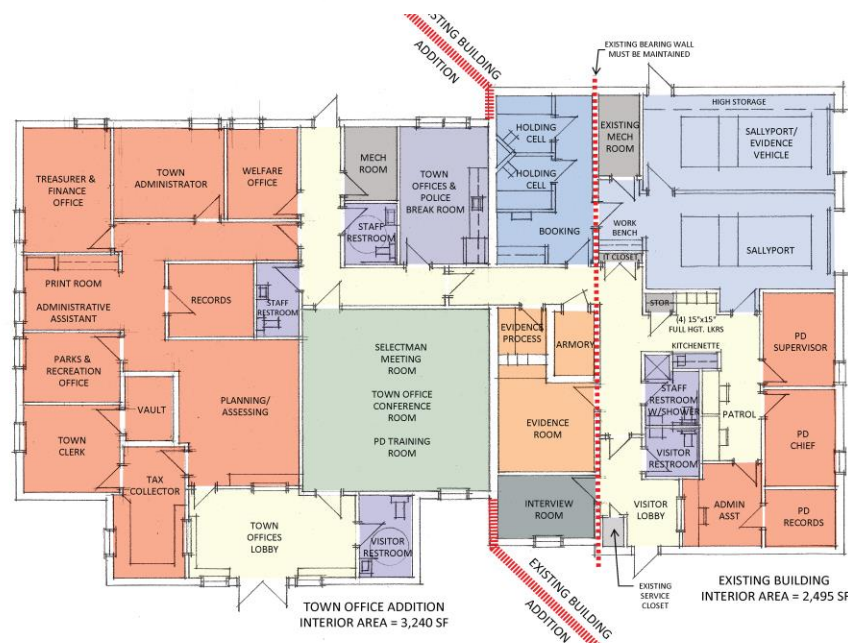 EXISTING BUILDING
ADDITION
EXISTING BEARING WALL
MUST BE MAINTAINED
TREASURER &
FINANCE
OFFICE
TOWN
ADMINISTRATOR
WELFARE
OFFICE
MECH
ROOM
STAFF
RESTROOM
TOWN
OFFICES &
POLICE
BREAK ROOM
HOLDING
CELL
HOLDING
CELL
BOOKING
EXISTING
MECH
ROOM
HIGH STORAGE
SALLYPORT/
EVIDENCE
VEHICLE
WORK
BENCH
SALLYPORT
IT CLOSET
PRINT ROOM
ADMINISTRATIVE
ASSISTANT
RECORDS
STAFF
RESTROOM
STOR
(4) 15"x15"
FULL HGT. LKRS
KITCHENETTE
EVIDENCE
PROCESS
ARMORY
PD
SUPERVISOR
PARKS &
RECREATION
OFFICE
VAULT
PLANNING/
ASSESSING
SELECTMAN
MEETING
ROOM
TOWN OFFICE
CONFERENCE
ROOM
PD TRAINING
ROOM
STAFF
RESTROOM
W/SHOWER
PATROL
TOWN
CLERK
EVIDENCE
ROOM
VISITOR
RESTROOM
PD
CHIEF
TAX
COLLECTOR
TOWN
OFFICES
LOBBY
VISITOR
RESTROOM
INTERVIEW
ROOM
VISITOR
LOBBY
ADMIN
ASST
PD
RECORDS
EXISTING
SERVICE
CLOSET
TOWN OFFICE ADDITION
INTERIOR AREA = 3,240 SF
EXISTING BUILDING
ADDITION
EXISTING BUILDING
INTERIOR AREA = 2,495 SF